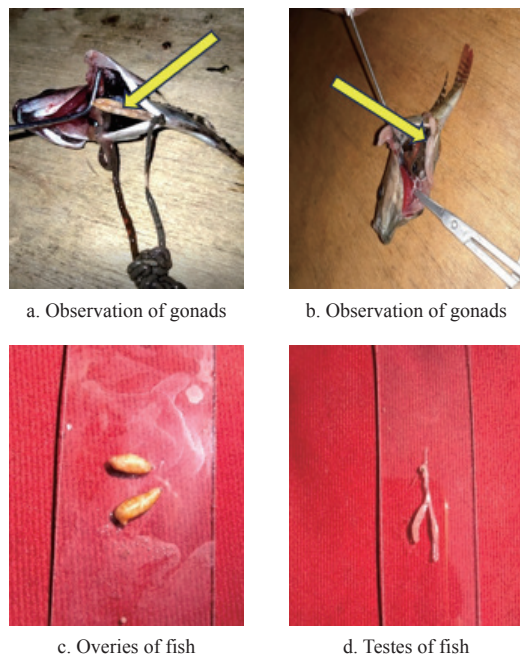 a. Observation of gonads
b. Observation of gonads
c. Overies of fish
d. Testes of fish